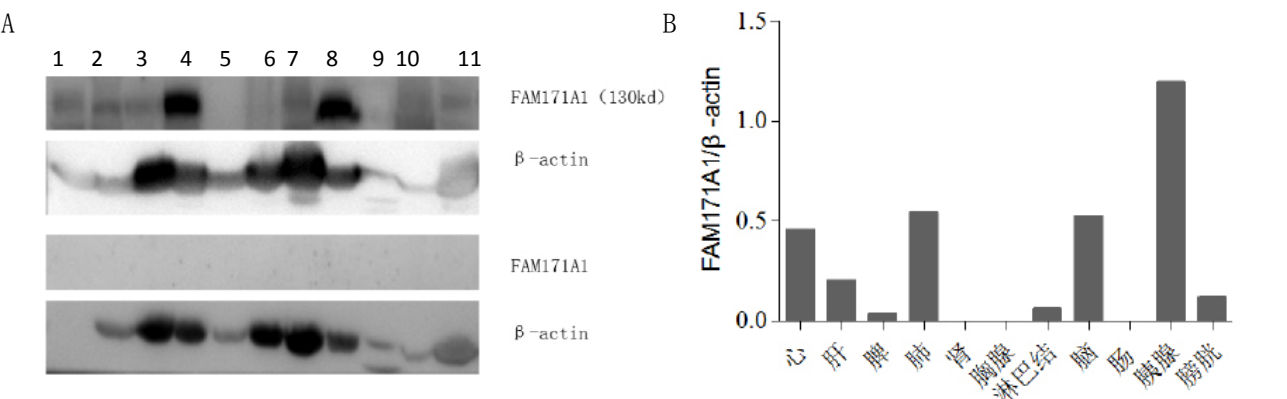 A
1 2 3 4 5 6 7 8 9 10 11
FAM171A1（130kd）
β-actin
FAM171A1
β-actin
B
FAM171A1/β -actin
1.5
1.0
0.5
0.0
心
肝
脾
肺
肾
胸腺
淋巴结
脑
肠
胰腺
膀胱